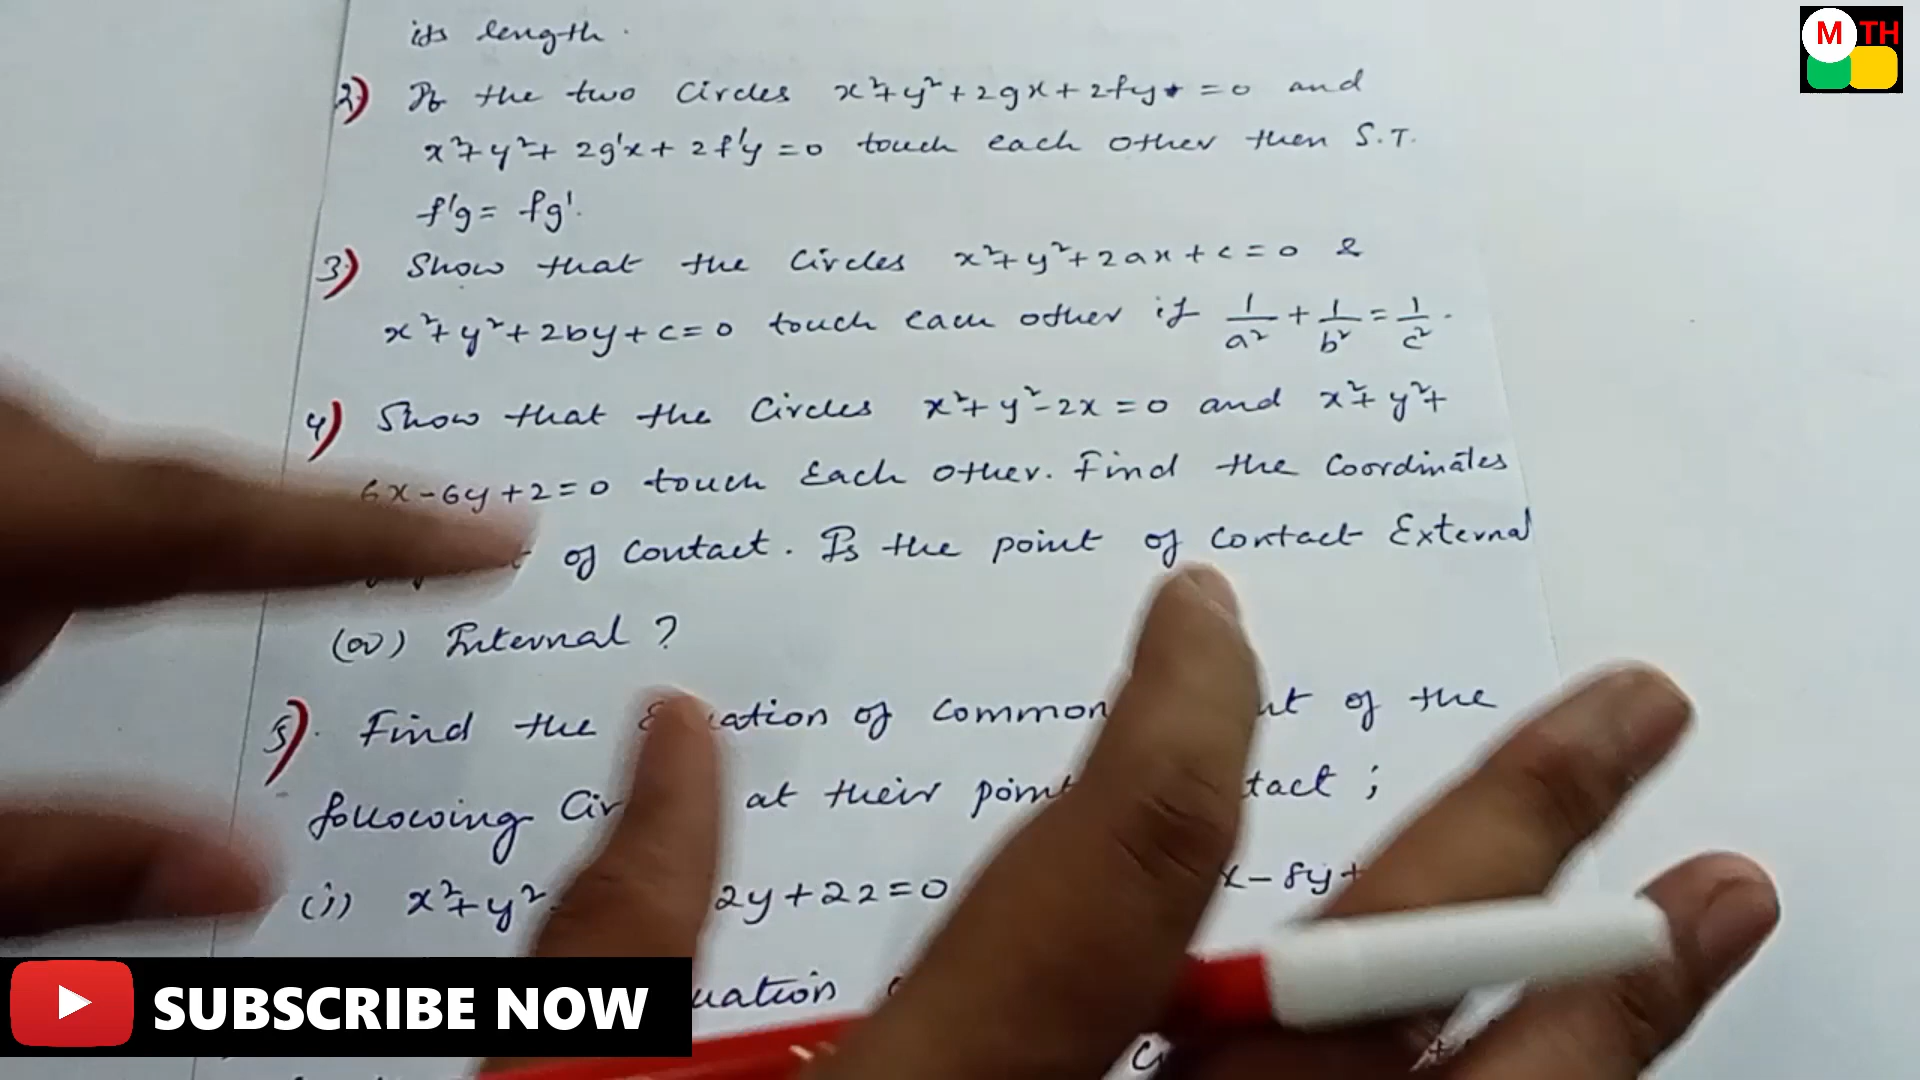 its length.
2) If the two Circles x²+y²+2gx+2fy = 0 and
x²+y²+ 2g'x+ 2f'y = 0 touch each other then S.T.
f'g = fg'.
3) Show that the Circles x²+y²+2ax+c=0 &
x²+y²+2by+c=0 touch each other if 1/a² + 1/b² = 1/c².
4) Show that the Circles x²+y²-2x=0 and x²+y²+
6x-6y+2=0 touch Each other. Find the Coordinates
of Contact. Is the point of Contact External
(or) Internal ?
5). Find the of common of the
following at their ;
(i) x²+y² 2y+22=0 x-8y+
SUBSCRIBE NOW
M TH